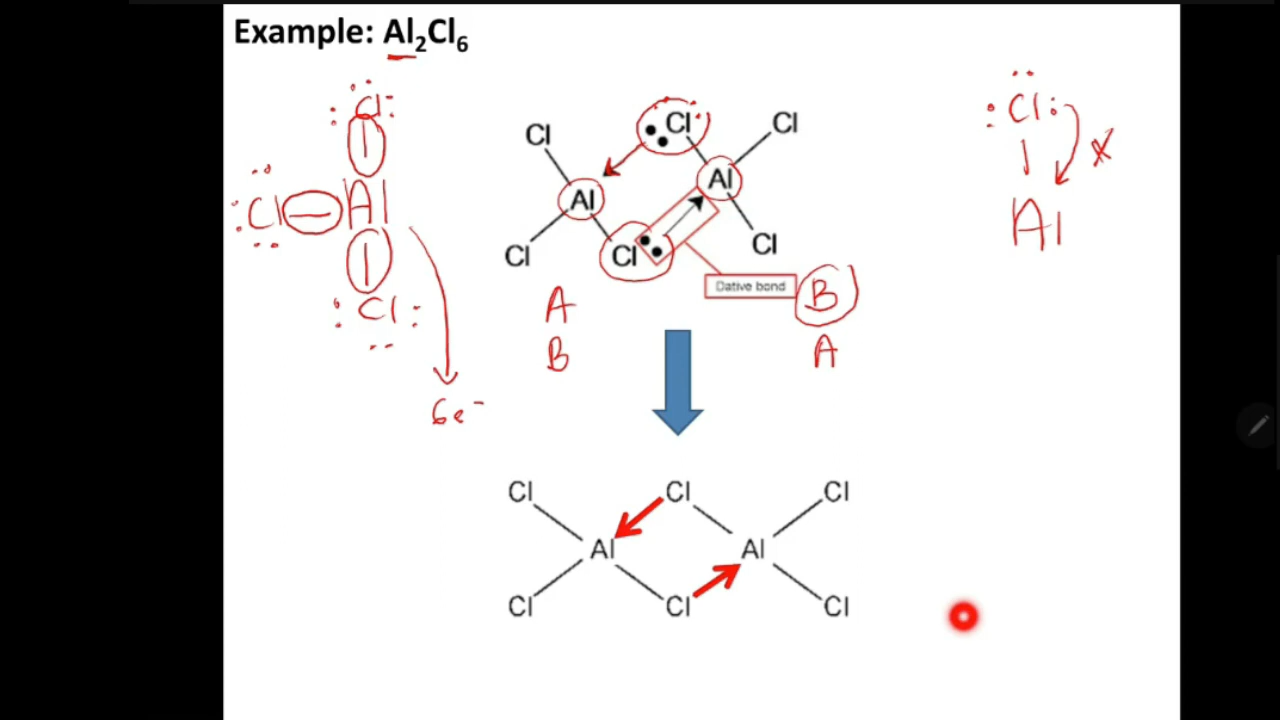 Example: Al₂Cl₆
Cl
Cl Al
Cl
6e⁻
Cl Cl Cl
Al Al
Cl Cl Cl
Dative bond
A B
B A
Cl
Al
Cl Cl Cl
Al Al
Cl Cl Cl